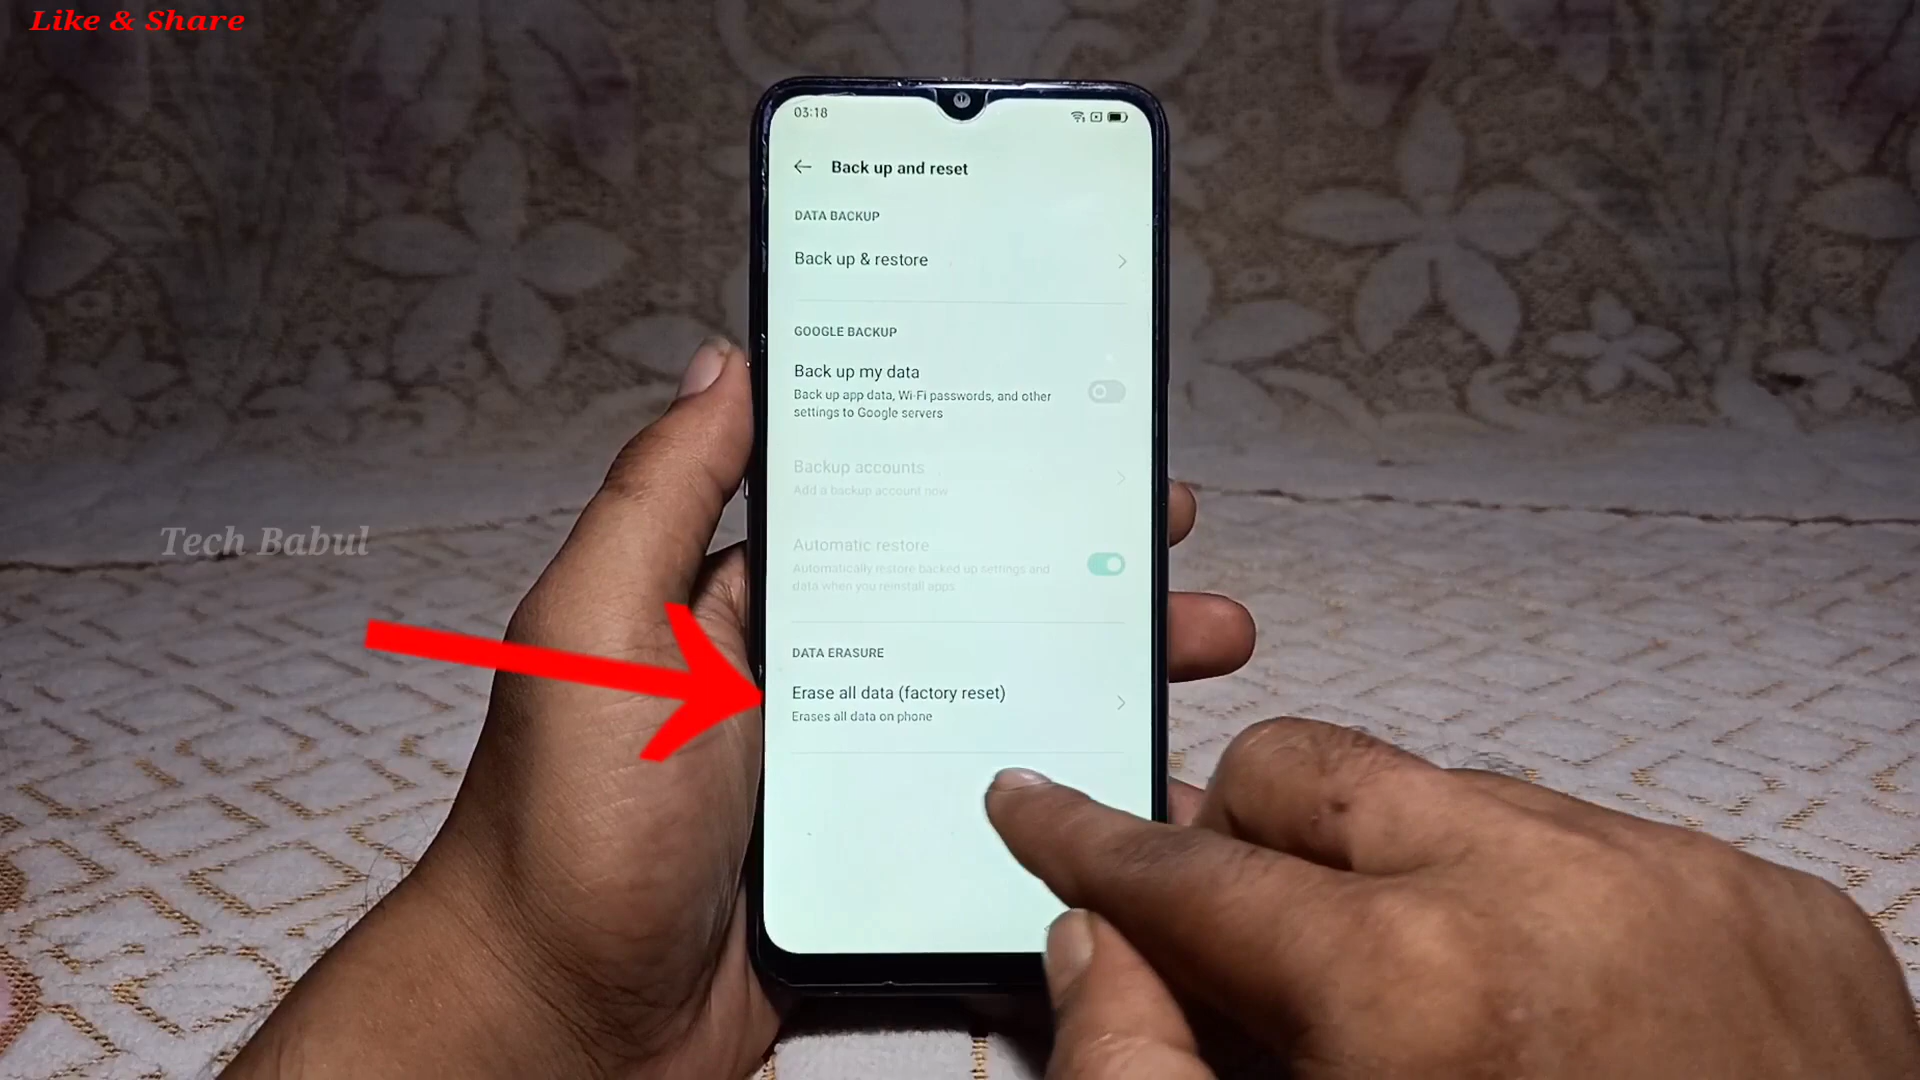 Like & Share
03:18
Back up and reset
DATA BACKUP
Back up & restore
GOOGLE BACKUP
Back up my data
Back up app data, Wi-Fi passwords, and other
settings to Google servers
Backup accounts
Add a backup account now
Automatic restore
Automatically restore backed up settings and
data when you reinstall apps
Tech Babul
DATA ERASURE
Erase all data (factory reset)
Erases all data on phone